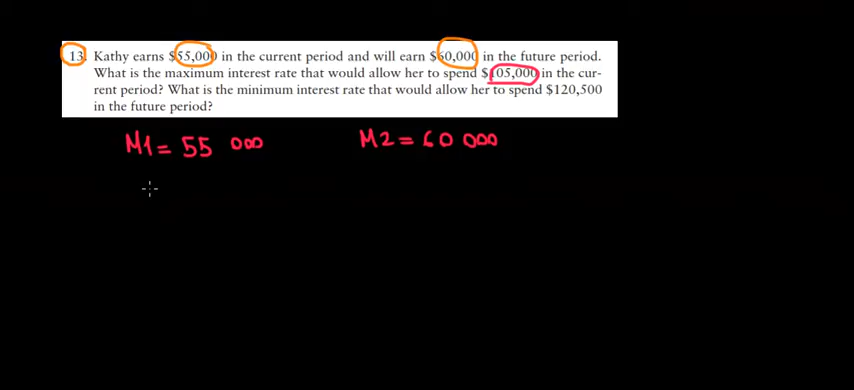 13. Kathy earns $55,000 in the current period and will earn $60,000 in the future period.
What is the maximum interest rate that would allow her to spend $105,000 in the cur-
rent period? What is the minimum interest rate that would allow her to spend $120,500
in the future period?
M1 = 55 000 M2 = 60 000